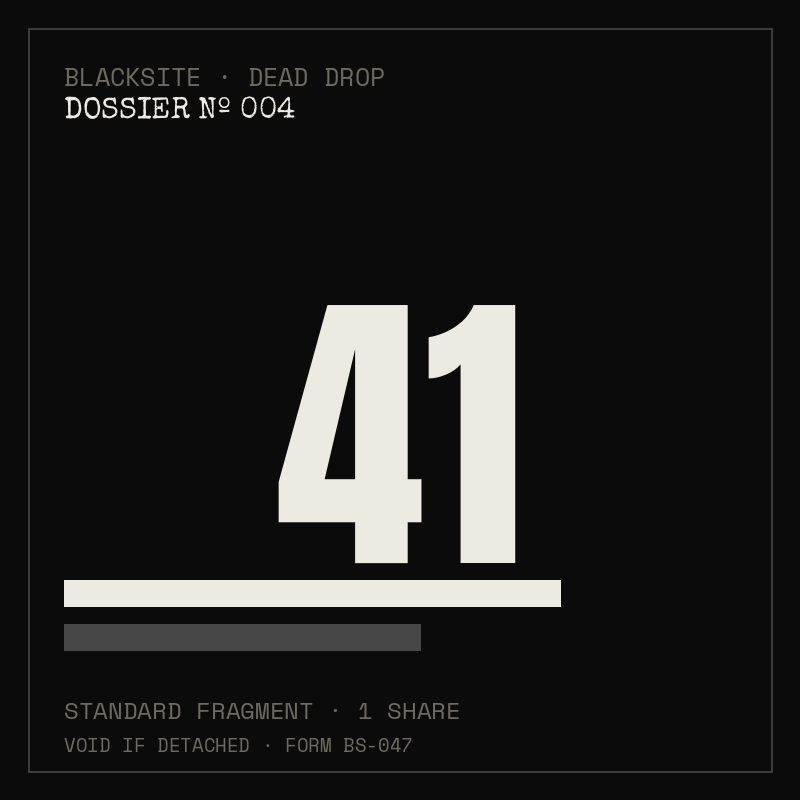 BLACKSITE · DEAD DROP
DOSSIER Nº 004
41
STANDARD FRAGMENT · 1 SHARE
VOID IF DETACHED · FORM BS-047